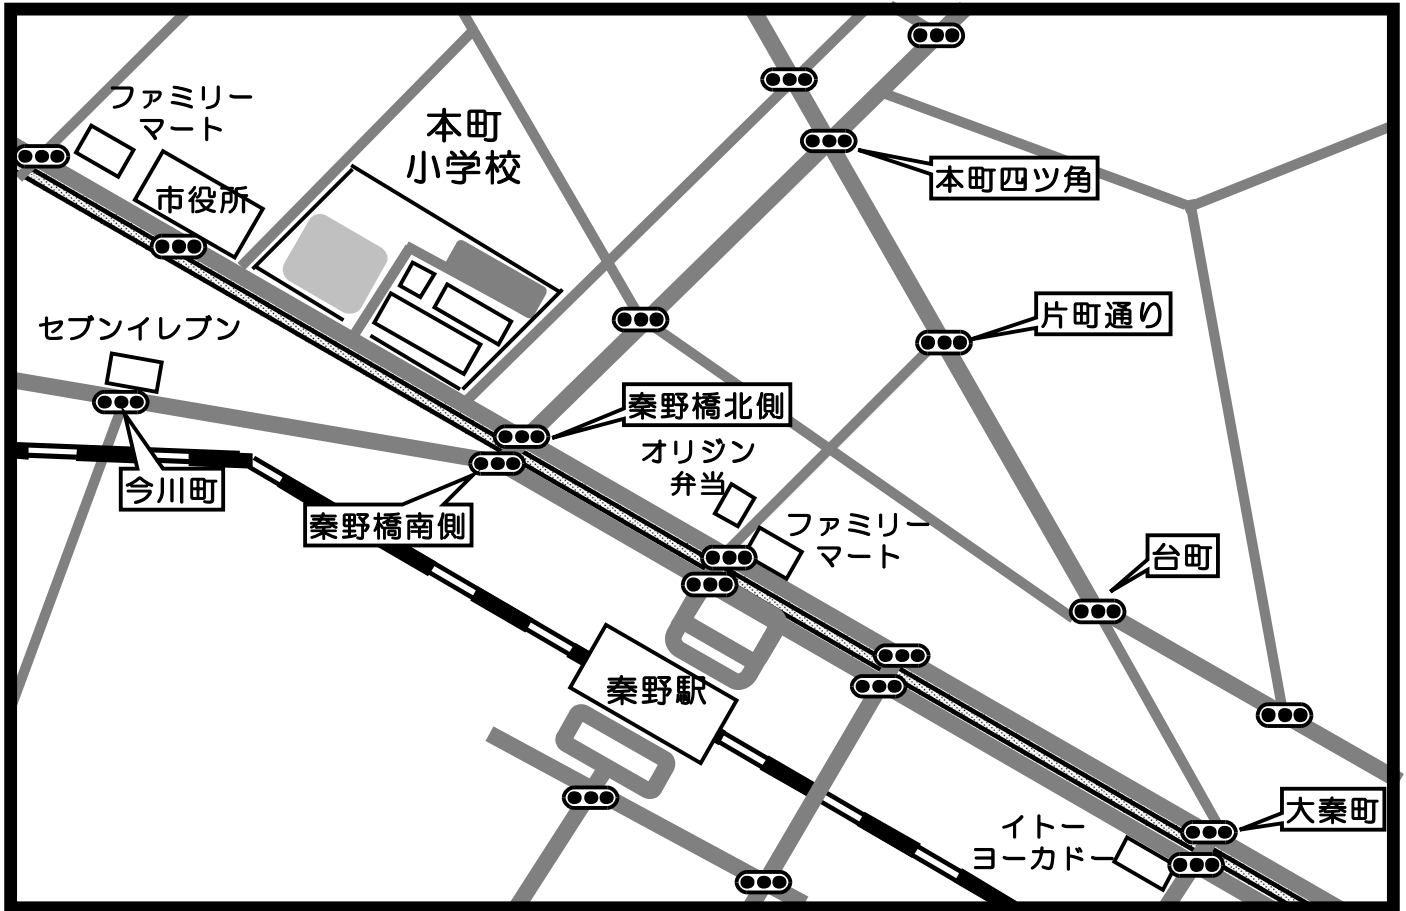 ファミリー
マート
市役所
本町
小学校
本町四ツ角
片町通り
セブンイレブン
今川町
秦野橋北側
秦野橋南側
オリジン
弁当
ファミリー
マート
台町
秦野駅
大秦町
イトー
ヨーカドー